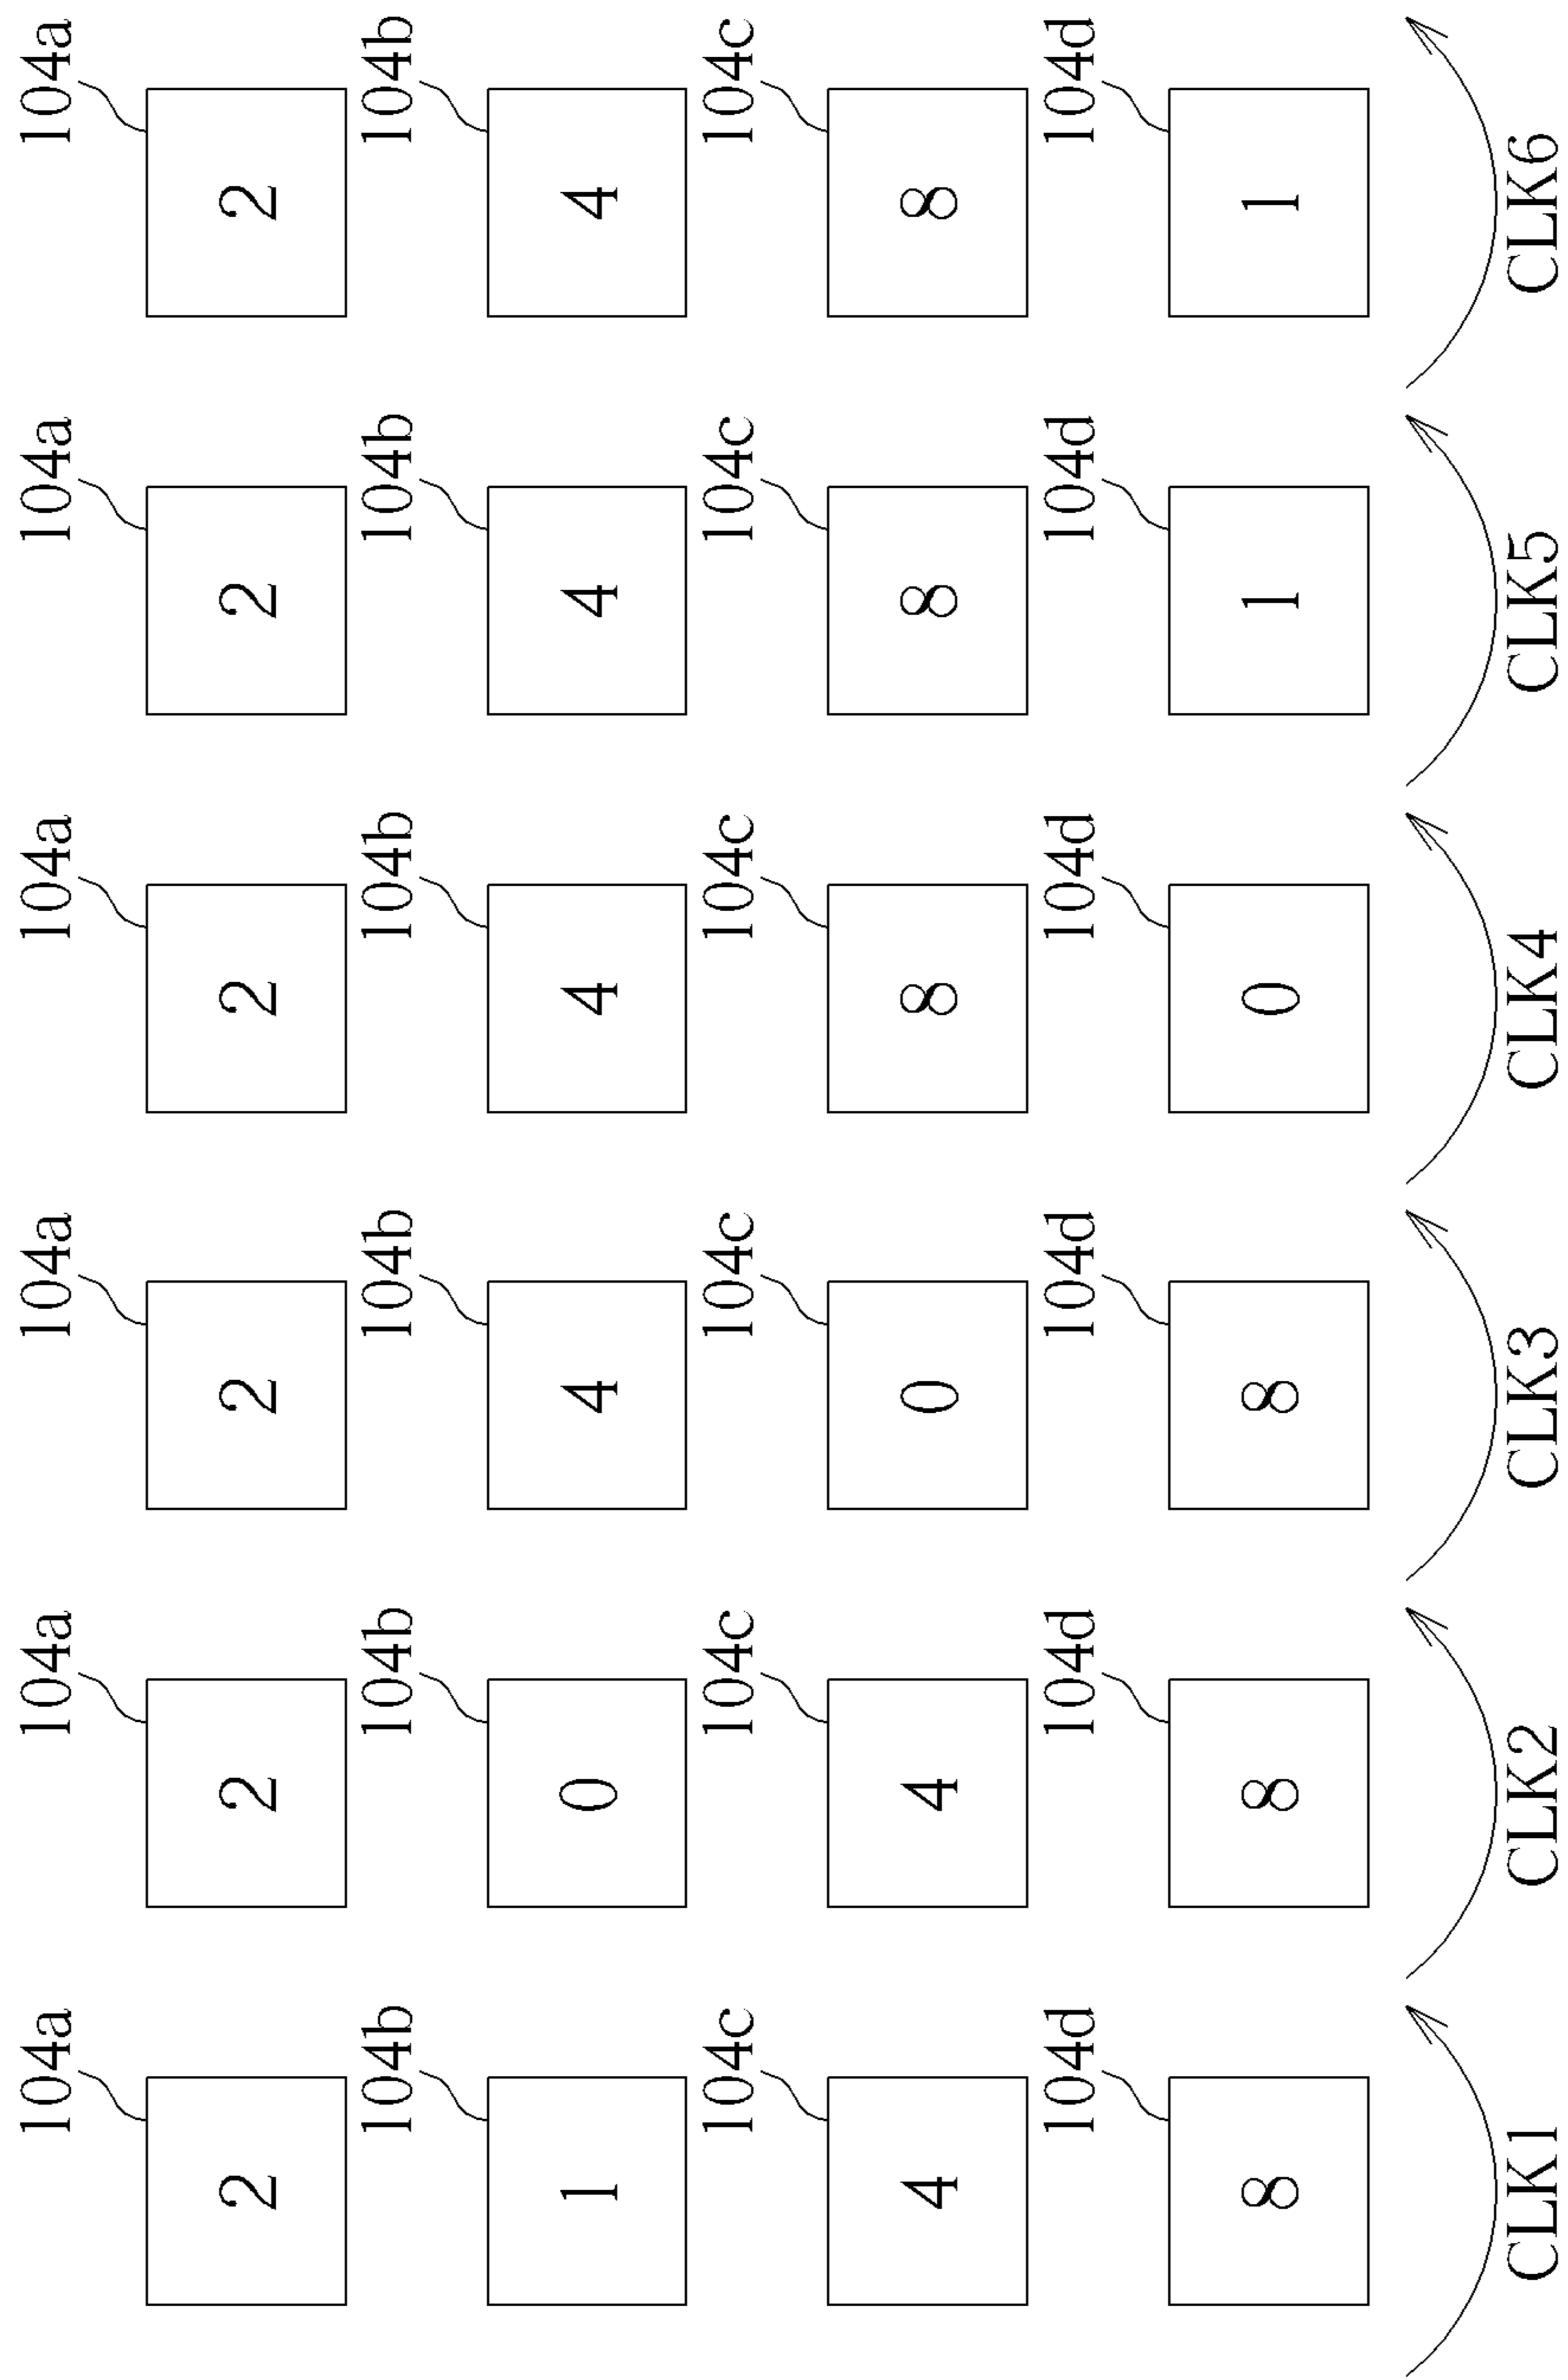 104a 104a 104a 104a 104a 104a
2 2 2 2 2 2
104b 104b 104b 104b 104b 104b
1 0 4 4 4 4
104c 104c 104c 104c 104c 104c
4 4 0 8 8 8
104d 104d 104d 104d 104d 104d
8 8 8 0 1 1
CLK1 CLK2 CLK3 CLK4 CLK5 CLK6